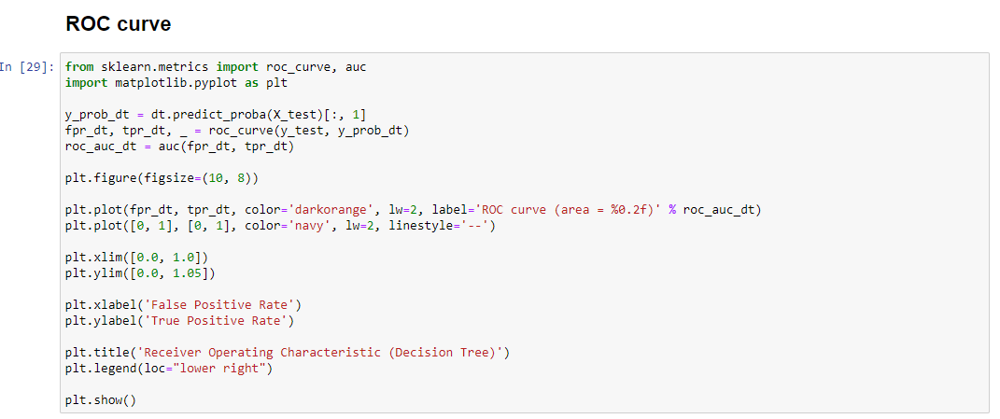 ROC curve
In [29]:
from sklearn.metrics import roc_curve, auc
import matplotlib.pyplot as plt
y_prob_dt = dt.predict_proba(X_test)[:, 1]
fpr_dt, tpr_dt, _ = roc_curve(y_test, y_prob_dt)
roc_auc_dt = auc(fpr_dt, tpr_dt)
plt.figure(figsize=(10, 8))
plt.plot(fpr_dt, tpr_dt, color='darkorange', lw=2, label='ROC curve (area = %0.2f)' % roc_auc_dt)
plt.plot([0, 1], [0, 1], color='navy', lw=2, linestyle='--')
plt.xlim([0.0, 1.0])
plt.ylim([0.0, 1.05])
plt.xlabel('False Positive Rate')
plt.ylabel('True Positive Rate')
plt.title('Receiver Operating Characteristic (Decision Tree)')
plt.legend(loc="lower right")
plt.show()